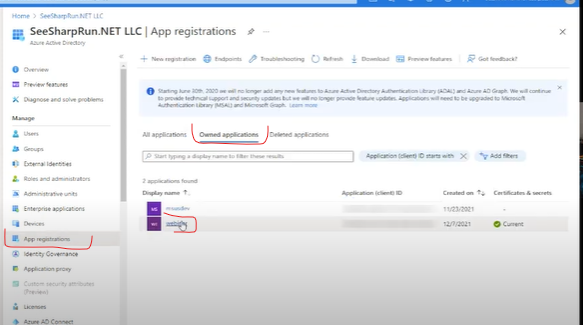 Home > SeeSharpRun.NET LLC >
SeeSharpRun.NET LLC | App registrations
Azure Active Directory
New registration
Endpoints
Troubleshooting
Refresh
Download
Preview features
Got feedback?
Overview
Preview features
Diagnose and solve problems
Manage
Users
Groups
External Identities
Roles and administrators
Administrative units
Enterprise applications
Devices
App registrations
Identity Governance
Application proxy
Custom security attributes
(Preview)
Licenses
Azure AD Connect
Starting June 30th, 2020 we will no longer add any new features to Azure Active Directory Authentication Library (ADAL) and Azure AD Graph. We will
continue to provide technical support and security updates but we will no longer provide feature updates. Applications will need to be upgraded to Microsoft
Authentication Library (MSAL) and Microsoft Graph. Learn more
All applications
Owned applications
Deleted applications
Start typing a display name to filter these results
Application (client) ID starts with
Add filters
2 applications found
Display name
Application (client) ID
Created on
Certificates & secrets
11/23/2021
-
12/7/2021
Current